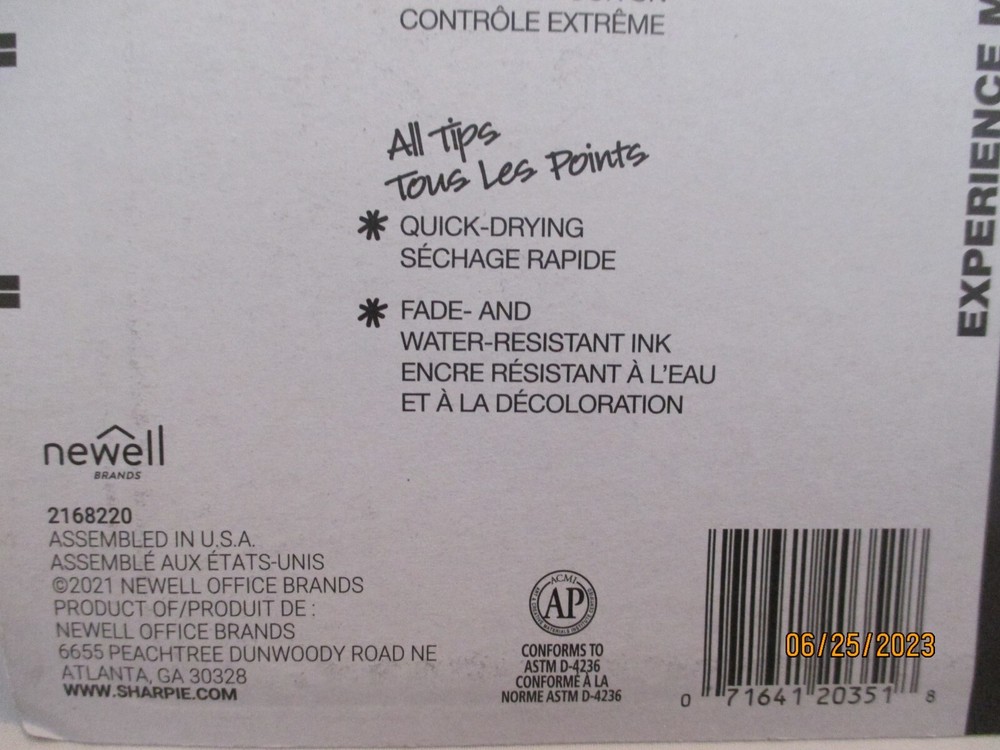 CONTRÔLE EXTRÊME
All Tips
Tous Les Points
* QUICK-DRYING
SÉCHAGE RAPIDE
* FADE- AND
WATER-RESISTANT INK
ENCRE RÉSISTANT À L'EAU
ET À LA DÉCOLORATION
EXPERIENCE
newell
BRANDS
2168220
ASSEMBLED IN U.S.A.
ASSEMBLÉ AUX ÉTATS-UNIS
©2021 NEWELL OFFICE BRANDS
PRODUCT OF/PRODUIT DE :
NEWELL OFFICE BRANDS
6655 PEACHTREE DUNWOODY ROAD NE
ATLANTA, GA 30328
WWW.SHARPIE.COM
ACMI
AP
CONFORMS TO
ASTM D-4236
CONFORME À LA
NORME ASTM D-4236
06/25/2023
0 71641 20351 8